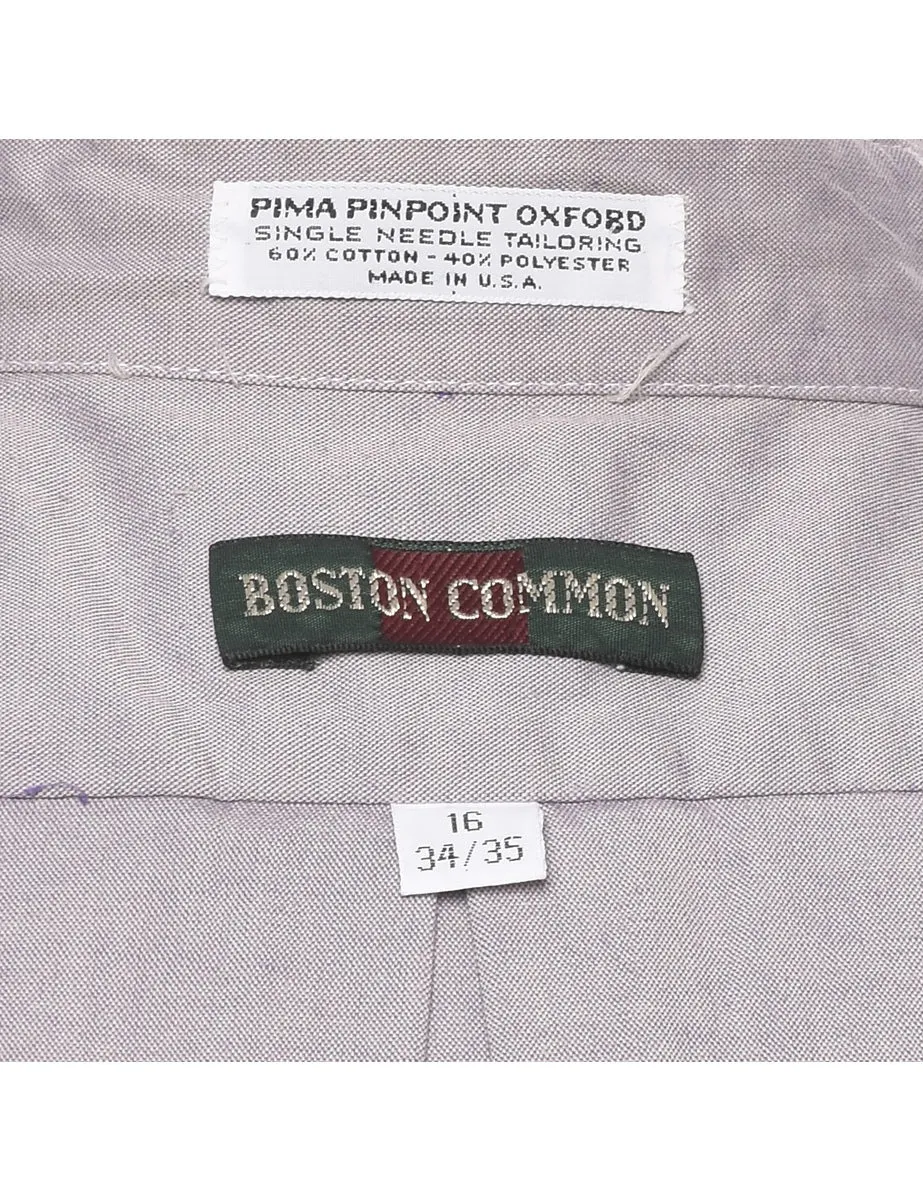 PIMA PINPOINT OXFORD
SINGLE NEEDLE TAILORING
60% COTTON - 40% POLYESTER
MADE IN U.S.A.
BOSTON COMMON
16
34/35